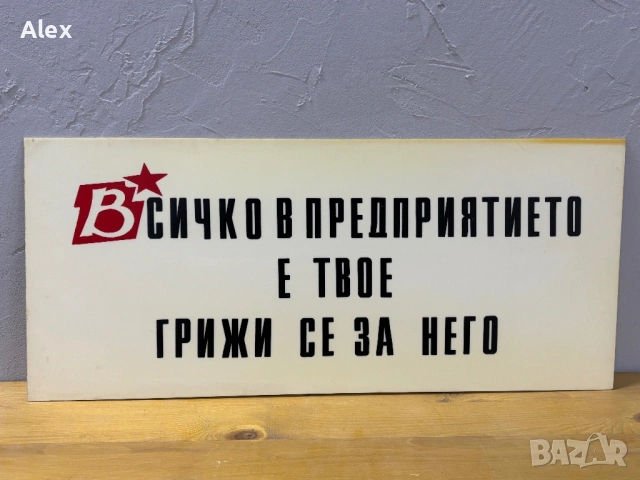 Alex
ВСИЧКО В ПРЕДПРИЯТИЕТО
Е ТВОЕ
ГРИЖИ СЕ ЗА НЕГО
BAZAR